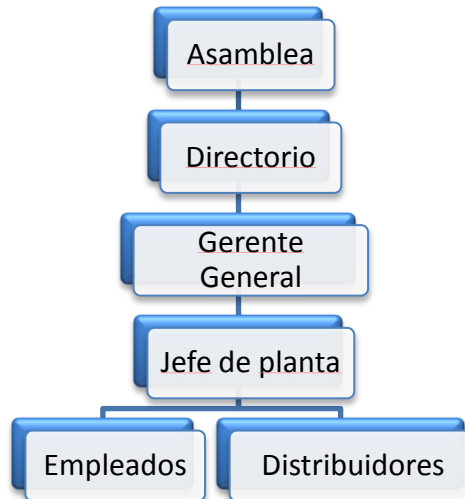 Asamblea
Directorio
Gerente
General
Jefe de planta
Empleados
Distribuidores